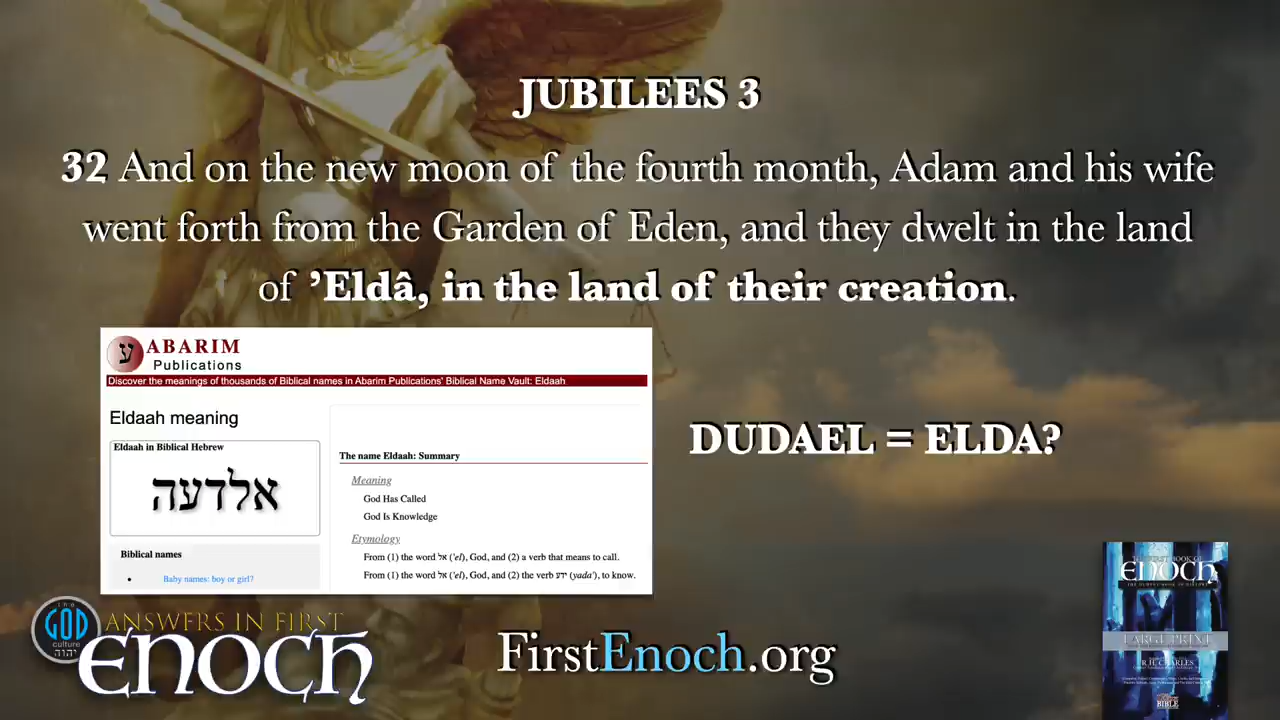 JUBILEES 3
32 And on the new moon of the fourth month, Adam and his wife
went forth from the Garden of Eden, and they dwelt in the land
of ’Eldâ, in the land of their creation.
ע ABARIM
Publications
Discover the meanings of thousands of Biblical names in Abarim Publications' Biblical Name Vault: Eldaah
Eldaah meaning
Eldaah in Biblical Hebrew
אלדעה
Biblical names
• Baby names: boy or girl?
The name Eldaah: Summary
Meaning
God Has Called
God Is Knowledge
Etymology
From (1) the word אל ('el), God, and (2) a verb that means to call.
From (1) the word אל ('el), God, and (2) the verb ידע (yada'), to know.
DUDAEL = ELDA?
the
GOD
culture
יהוה
ANSWERS IN FIRST
ENOCH
FirstEnoch.org
ENOCH
LARGE PRINT
R.H. CHARLES
BIBLE